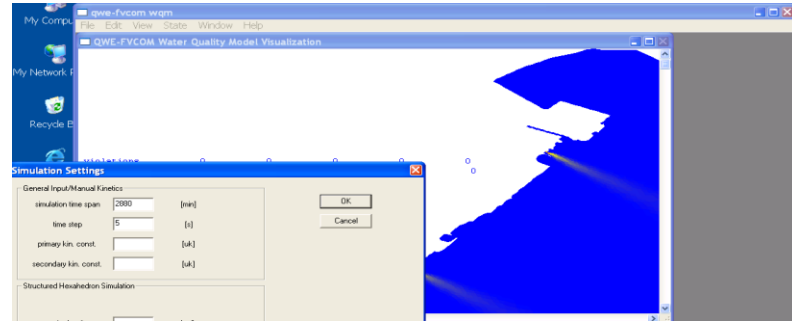 My Compu
qwe-fvcom wqm
File Edit View State Window Help
QWE-FVCOM Water Quality Model Visualization
My Network P
Recycle B
violations 0 0 0 0 0
0
Simulation Settings
General Input/Manual Kinetics
simulation time span 2880 [min]
time step 5 [s]
primary kin. const. [uk]
secondary kin. const. [uk]
OK
Cancel
Structured Hexahedron Simulation